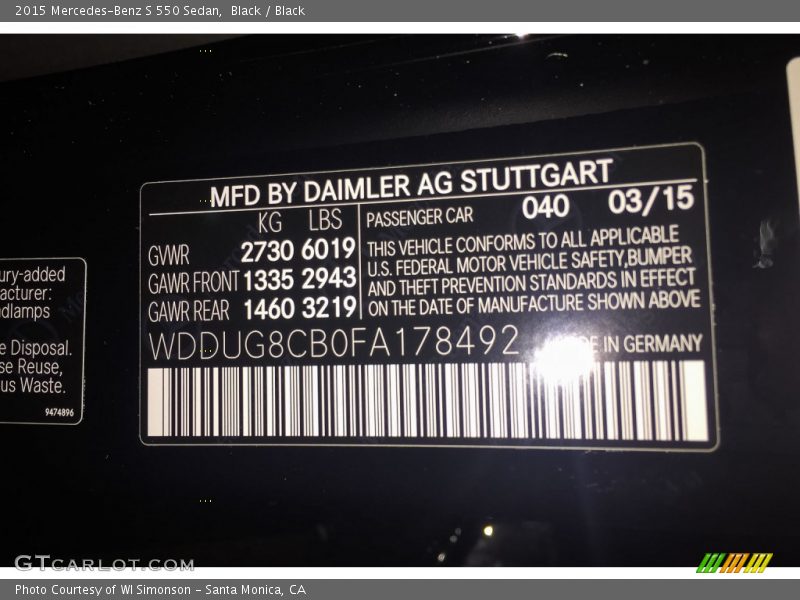 2015 Mercedes-Benz S 550 Sedan, Black / Black
MFD BY DAIMLER AG STUTTGART
KG LBS
GVWR 2730 6019
GAWR FRONT 1335 2943
GAWR REAR 1460 3219
PASSENGER CAR 040 03/15
THIS VEHICLE CONFORMS TO ALL APPLICABLE
U.S. FEDERAL MOTOR VEHICLE SAFETY,BUMPER
AND THEFT PREVENTION STANDARDS IN EFFECT
ON THE DATE OF MANUFACTURE SHOWN ABOVE
WDDUG8CB0FA178492 IN GERMANY
ury-added
acturer:
dlamps
e Disposal.
se Reuse,
us Waste.
9474896
GTCARLOT.COM
Photo Courtesy of WI Simonson - Santa Monica, CA